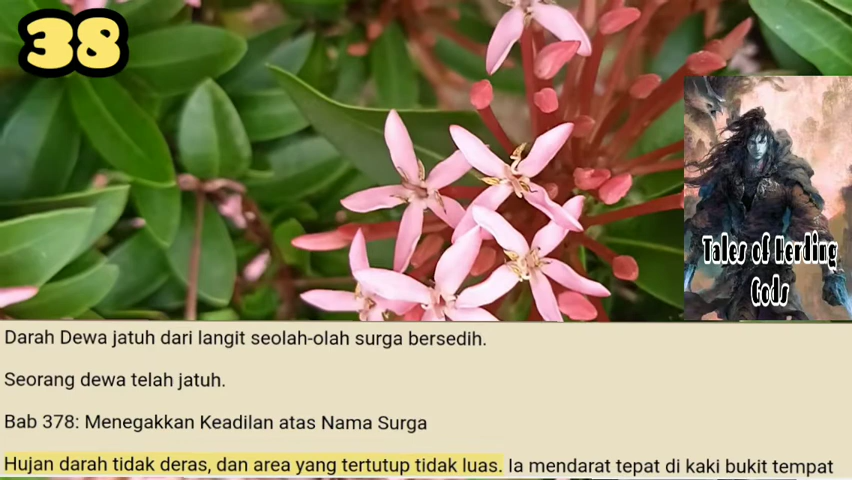 38
Tales of Herding
Gods
Darah Dewa jatuh dari langit seolah-olah surga bersedih.
Seorang dewa telah jatuh.
Bab 378: Menegakkan Keadilan atas Nama Surga
Hujan darah tidak deras, dan area yang tertutup tidak luas. Ia mendarat tepat di kaki bukit tempat